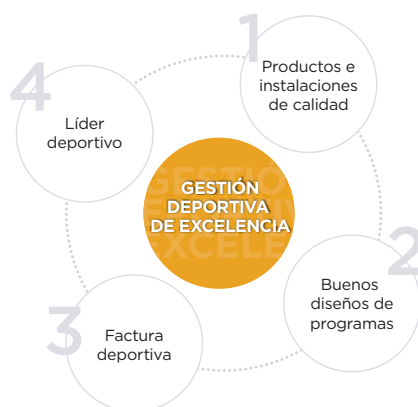 1
Productos e
instalaciones
de calidad
2
Buenos
diseños de
programas
3
Factura
deportiva
4
Líder
deportivo
GESTIÓN
DEPORTIVA
DE EXCELENCIA